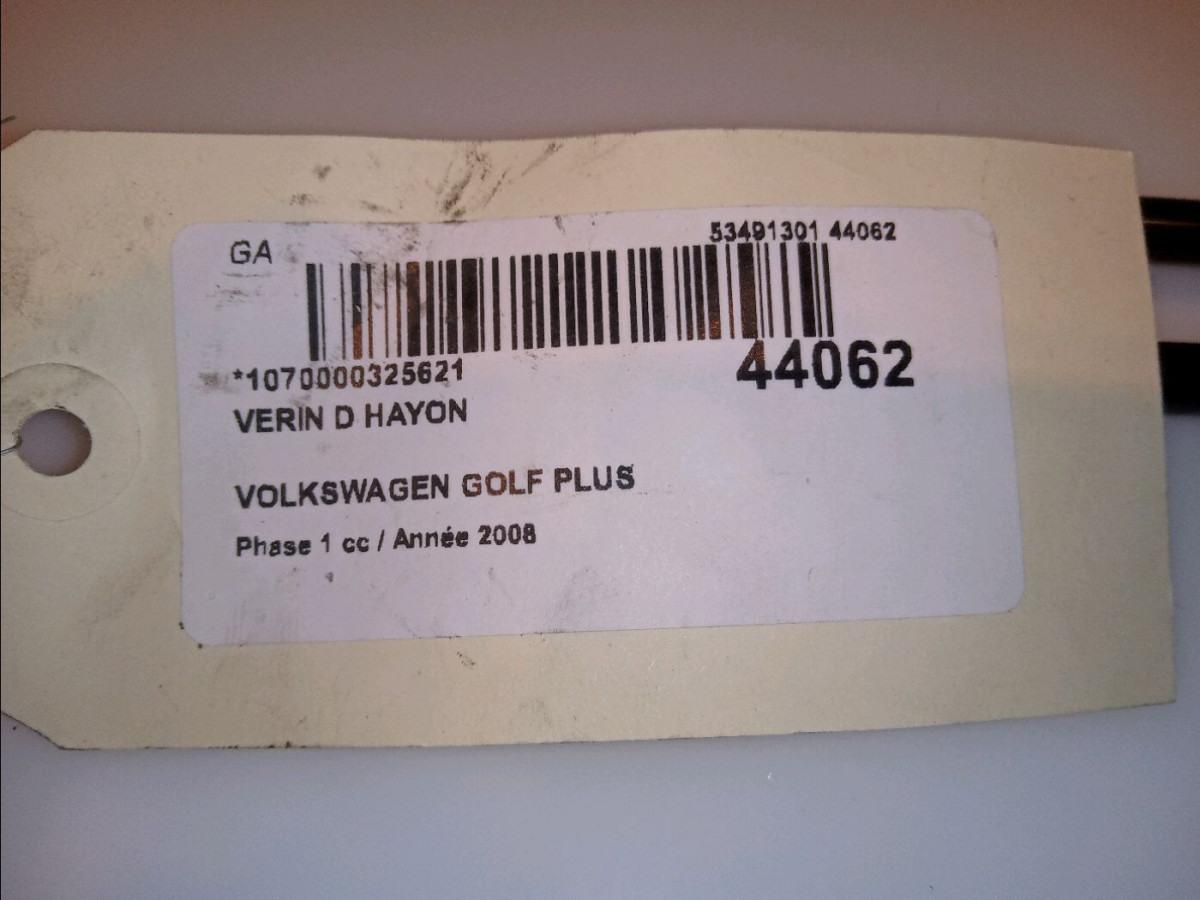 GA
53491301 44062
*1070000325621
44062
VERIN D HAYON
VOLKSWAGEN GOLF PLUS
Phase 1 cc / Année 2008